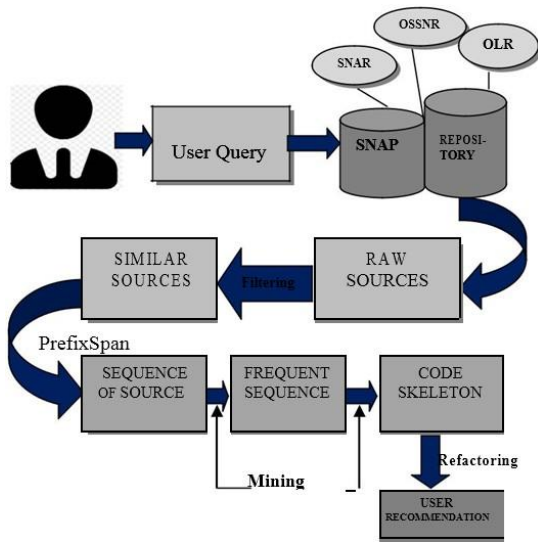 OSSNR
SNAR
OLR
User Query
SNAP
REPOSI-
TORY
SIMILAR
SOURCES
Filtering
RAW
SOURCES
PrefixSpan
SEQUENCE
OF SOURCE
FREQUENT
SEQUENCE
CODE
SKELETON
Mining
Refactoring
USER
RECOMMENDATION